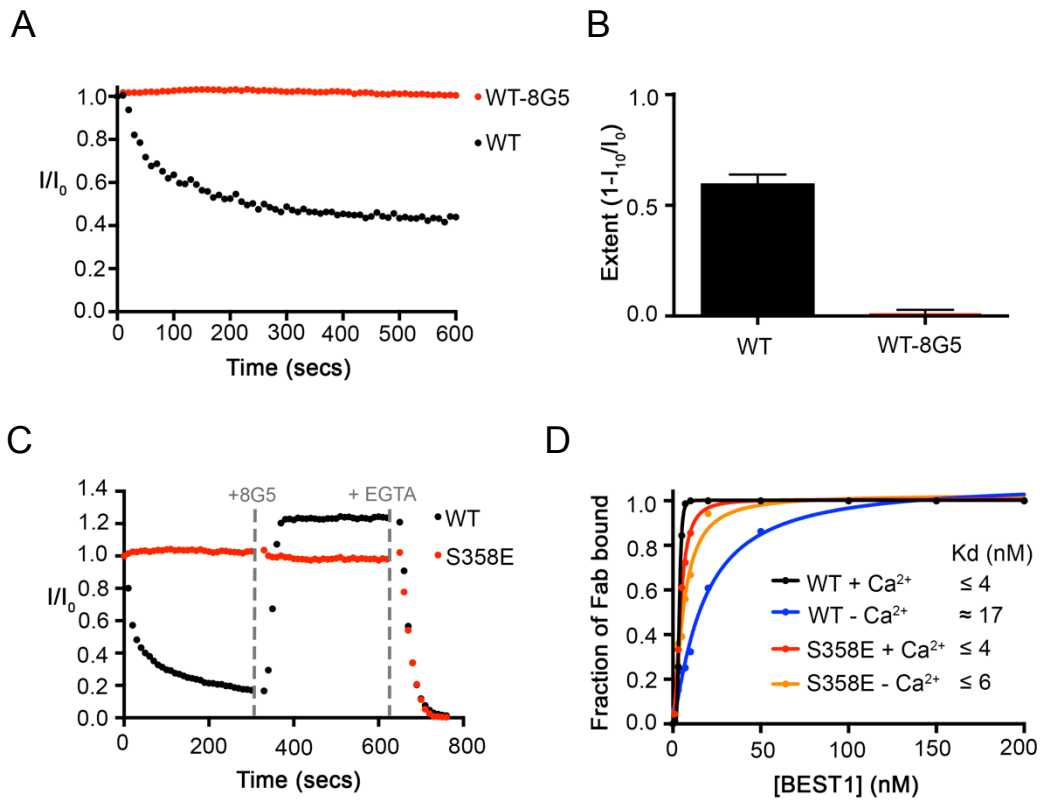 A
1.0
0.8
0.6
0.4
0.2
0.0
I/I₀
0 100 200 300 400 500 600
Time (secs)
WT-8G5
WT
B
1.0
0.5
0.0
Extent (1-I₁₀/I₀)
WT
WT-8G5
C
1.4
1.2
1.0
0.8
0.6
0.4
0.2
0.0
I/I₀
+8G5
+ EGTA
WT
S358E
0 200 400 600 800
Time (secs)
D
1.0
0.8
0.6
0.4
0.2
0.0
Fraction of Fab bound
Kd (nM)
WT + Ca²⁺ ≤ 4
WT - Ca²⁺ ≈ 17
S358E + Ca²⁺ ≤ 4
S358E - Ca²⁺ ≤ 6
0 50 100 150 200
[BEST1] (nM)